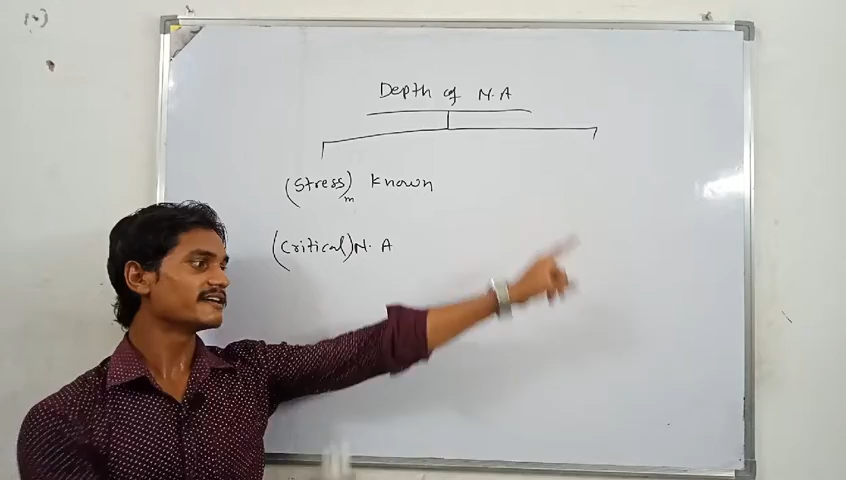 Depth of N.A
(Stress)m Known
(Critical)N.A